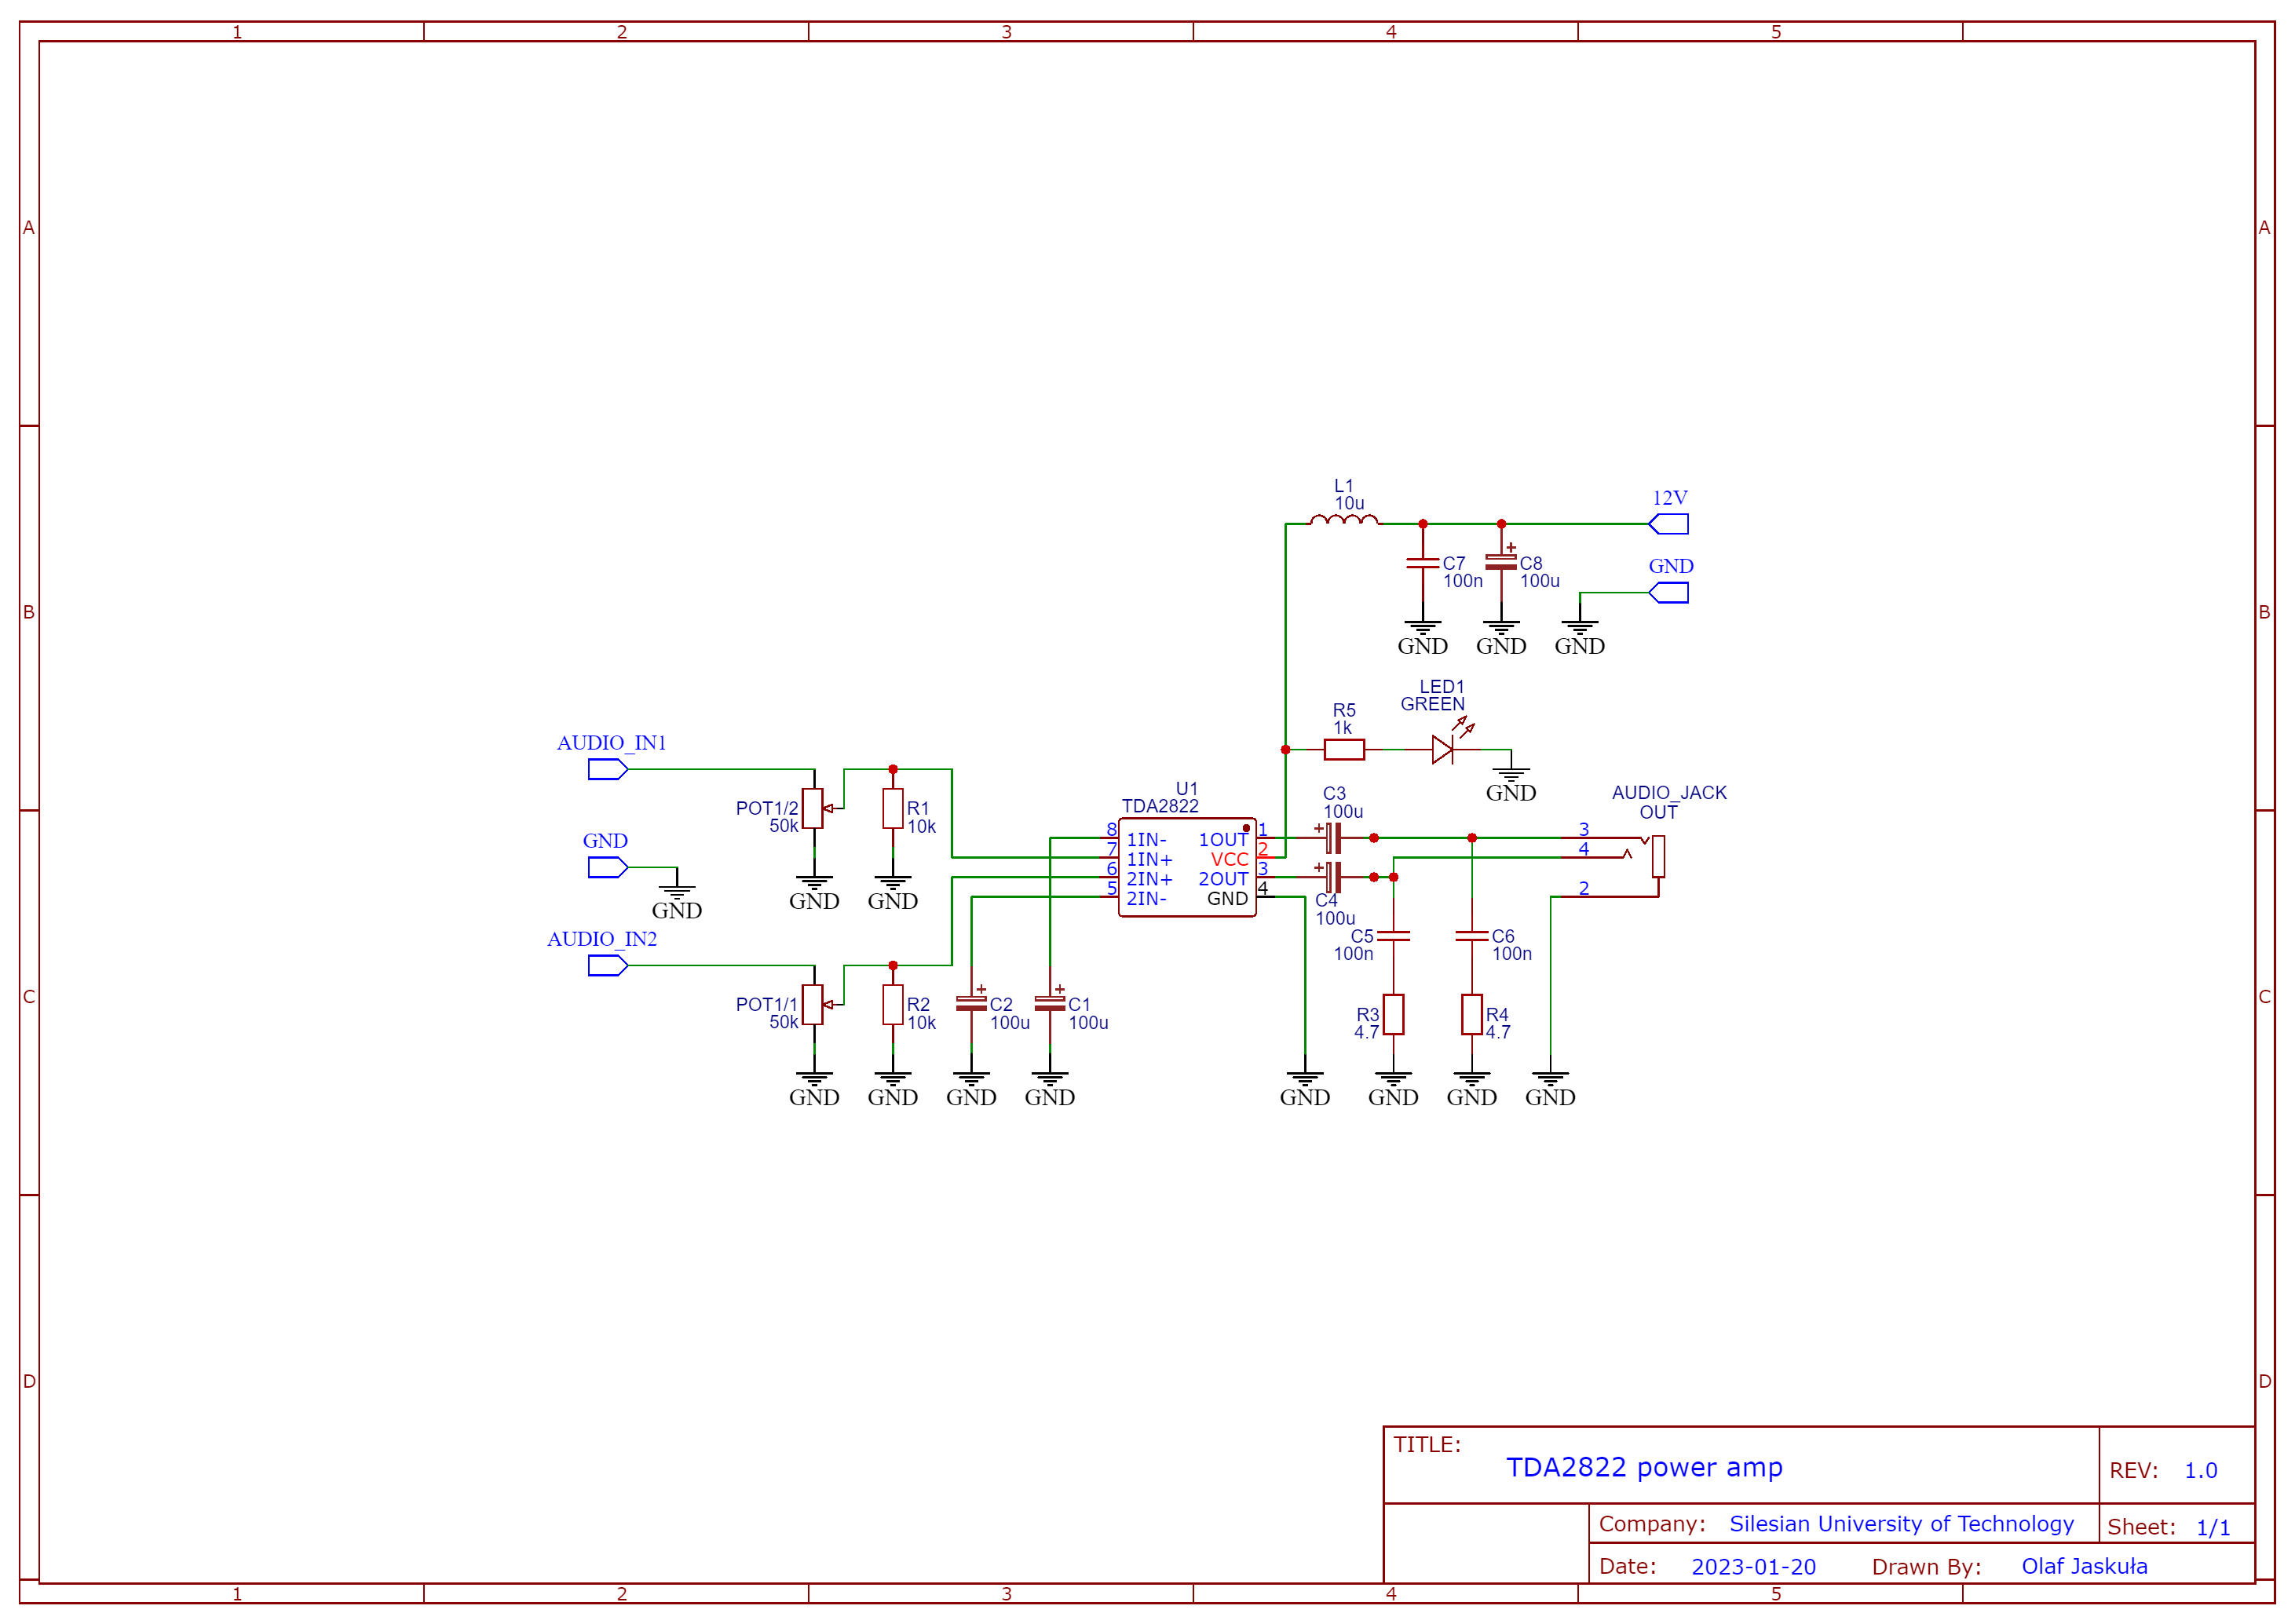 1 2 3 4 5
A A
L1
10u
12V
C7
100n
C8
100u
GND
B B
GND GND GND
LED1
GREEN
R5
1k
AUDIO_IN1
GND
U1
TDA2822
C3
100u
AUDIO_JACK
OUT
POT1/2
50k
R1
10k
8 1IN- 1OUT 1
7 1IN+ VCC 2
6 2IN+ 2OUT 3
5 2IN- GND 4
3
4
2
GND
GND
GND GND
C4
100u
AUDIO_IN2
C5
100n
C6
100n
C C
POT1/1
50k
R2
10k
C2
100u
C1
100u
R3
4.7
R4
4.7
GND GND GND GND GND GND GND GND
D D
TITLE:
TDA2822 power amp
REV: 1.0
Company: Silesian University of Technology
Sheet: 1/1
Date: 2023-01-20 Drawn By: Olaf Jaskuła
1 2 3 4 5